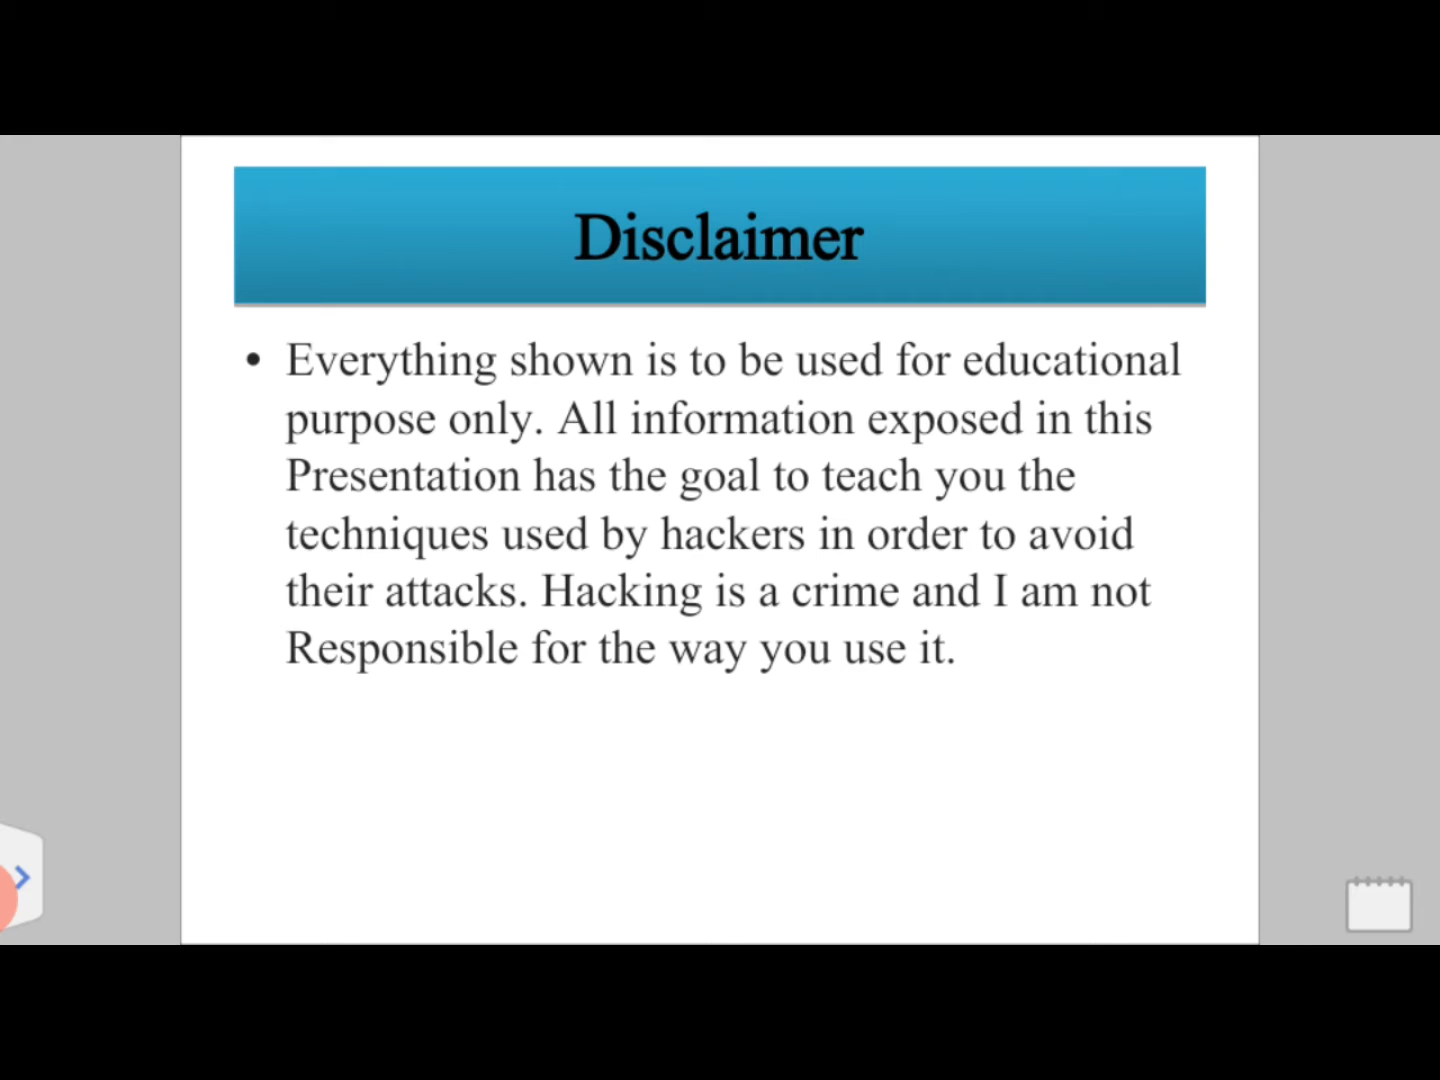 Disclaimer
• Everything shown is to be used for educational
purpose only. All information exposed in this
Presentation has the goal to teach you the
techniques used by hackers in order to avoid
their attacks. Hacking is a crime and I am not
Responsible for the way you use it.